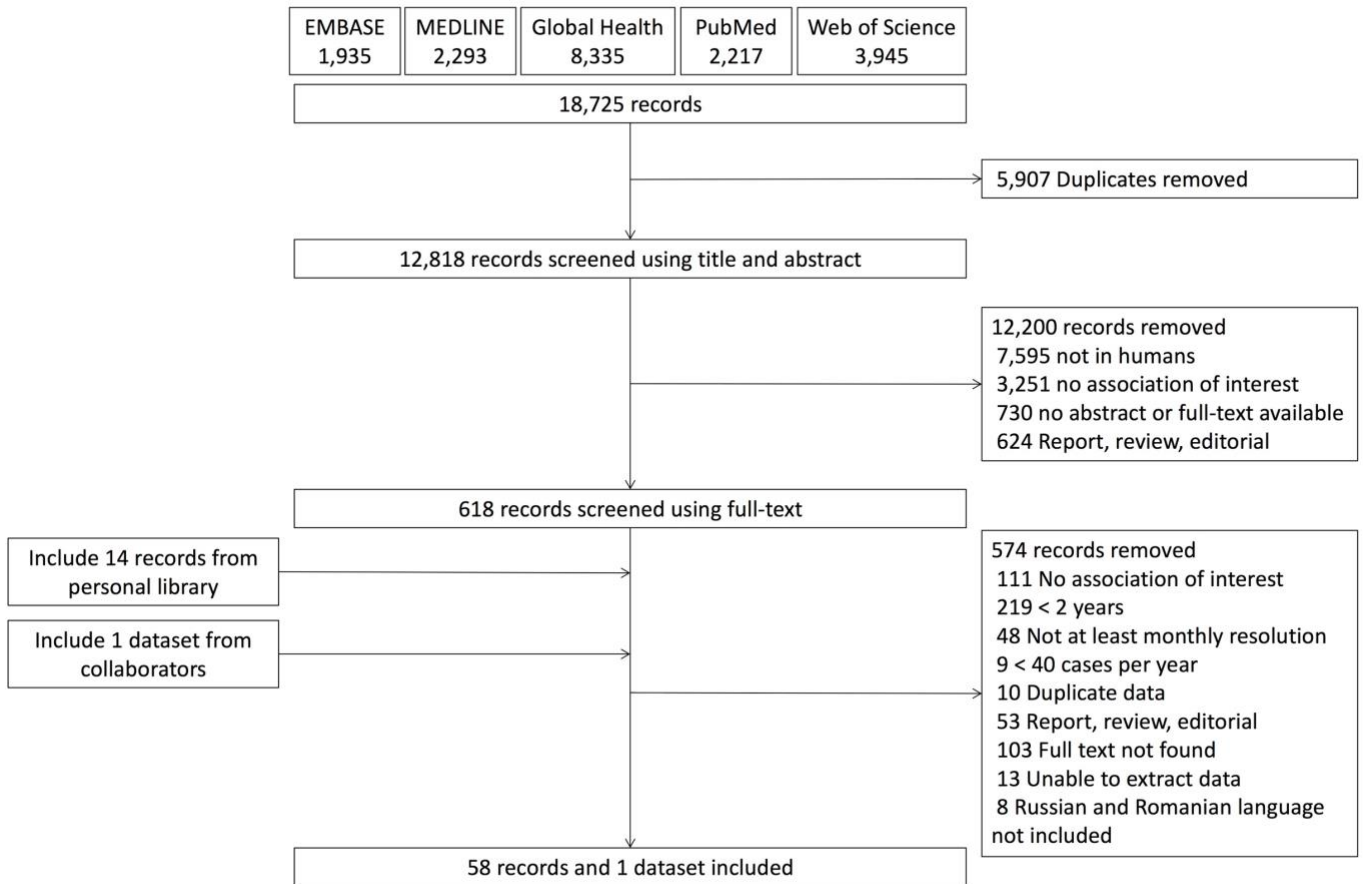 EMBASE
1,935
MEDLINE
2,293
Global Health
8,335
PubMed
2,217
Web of Science
3,945
18,725 records
5,907 Duplicates removed
12,818 records screened using title and abstract
12,200 records removed
7,595 not in humans
3,251 no association of interest
730 no abstract or full-text available
624 Report, review, editorial
618 records screened using full-text
Include 14 records from
personal library
Include 1 dataset from
collaborators
574 records removed
111 No association of interest
219 < 2 years
48 Not at least monthly resolution
9 < 40 cases per year
10 Duplicate data
53 Report, review, editorial
103 Full text not found
13 Unable to extract data
8 Russian and Romanian language
not included
58 records and 1 dataset included